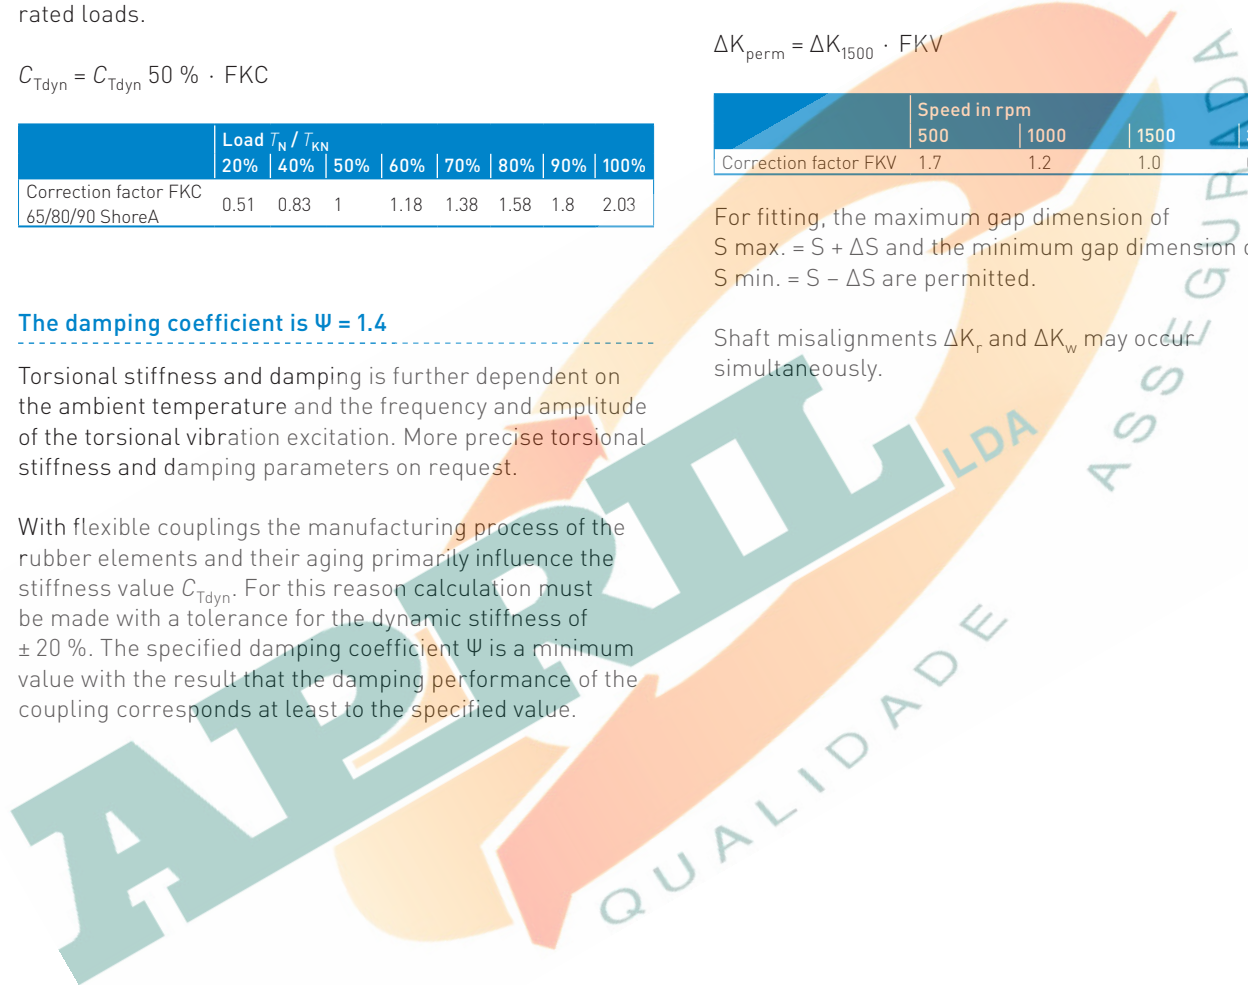 rated loads.
C_Tdyn = C_Tdyn 50 % · FKC
Load T_N / T_KN
20% 40% 50% 60% 70% 80% 90% 100%
Correction factor FKC
65/80/90 ShoreA
0.51 0.83 1 1.18 1.38 1.58 1.8 2.03
The damping coefficient is Ψ = 1.4
Torsional stiffness and damping is further dependent on
the ambient temperature and the frequency and amplitude
of the torsional vibration excitation. More precise torsional
stiffness and damping parameters on request.
With flexible couplings the manufacturing process of the
rubber elements and their aging primarily influence the
stiffness value C_Tdyn. For this reason calculation must
be made with a tolerance for the dynamic stiffness of
± 20 %. The specified damping coefficient Ψ is a minimum
value with the result that the damping performance of the
coupling corresponds at least to the specified value.
ΔK_perm = ΔK_1500 · FKV
Speed in rpm
500 1000 1500
Correction factor FKV 1.7 1.2 1.0
For fitting, the maximum gap dimension of
S max. = S + ΔS and the minimum gap dimension
S min. = S – ΔS are permitted.
Shaft misalignments ΔK_r and ΔK_w may occur
simultaneously.
APRIL
LDA
QUALIDADE
ASSEGURADA